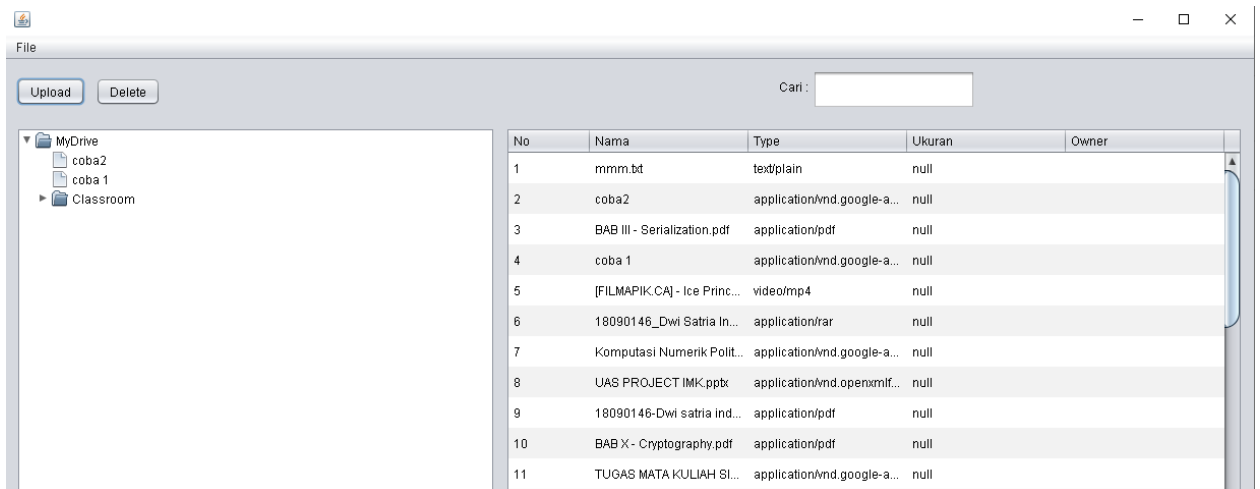 File
Upload Delete Cari :
MyDrive
coba2
coba 1
Classroom
No Nama Type Ukuran Owner
1 mmm.txt text/plain null
2 coba2 application/vnd.google-a... null
3 BAB III - Serialization.pdf application/pdf null
4 coba 1 application/vnd.google-a... null
5 [FILMAPIK.CA] - Ice Princ... video/mp4 null
6 18090146_Dwi Satria In... application/rar null
7 Komputasi Numerik Polit... application/vnd.google-a... null
8 UAS PROJECT IMK.pptx application/vnd.openxmlf... null
9 18090146-Dwi satria ind... application/pdf null
10 BAB X - Cryptography.pdf application/pdf null
11 TUGAS MATA KULIAH SI... application/vnd.google-a... null